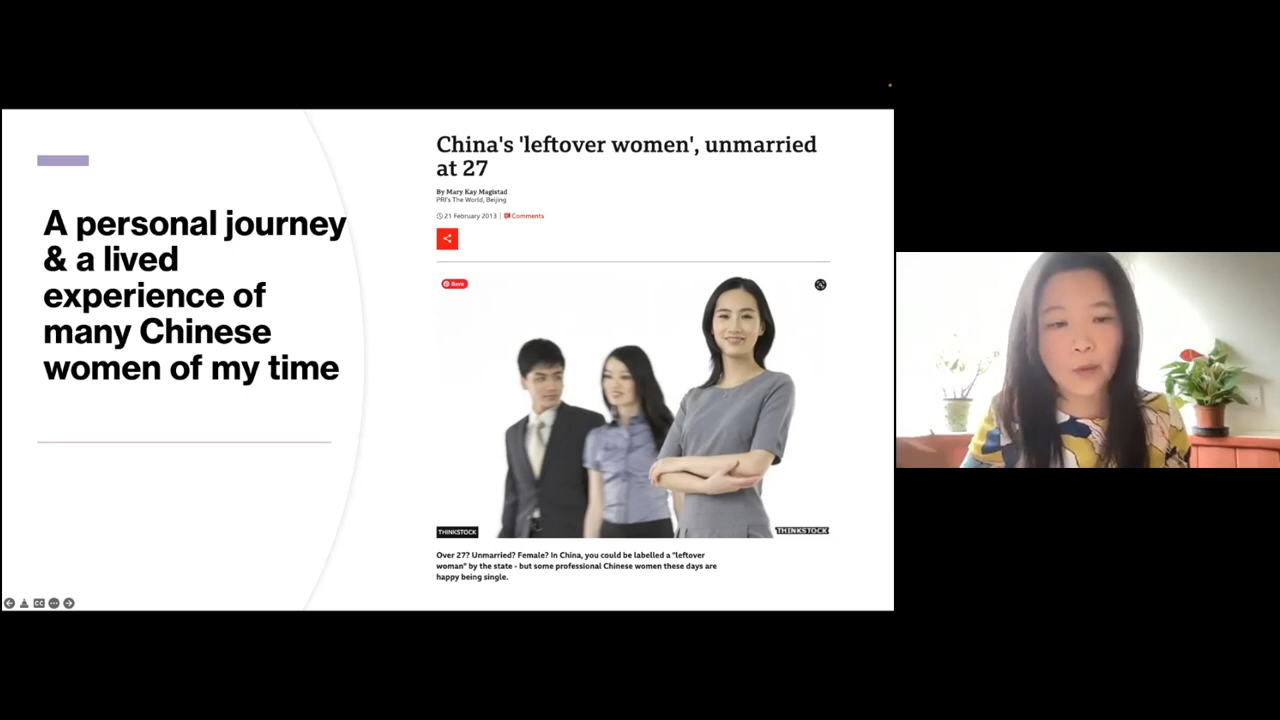 A personal journey
& a lived
experience of
many Chinese
women of my time
China's 'leftover women', unmarried
at 27
By Mary Kay Magistad
PRI's The World, Beijing
21 February 2013 | Comments
Save
THINKSTOCK
THINKSTOCK
Over 27? Unmarried? Female? In China, you could be labelled a "leftover
woman" by the state - but some professional Chinese women these days are
happy being single.
CC